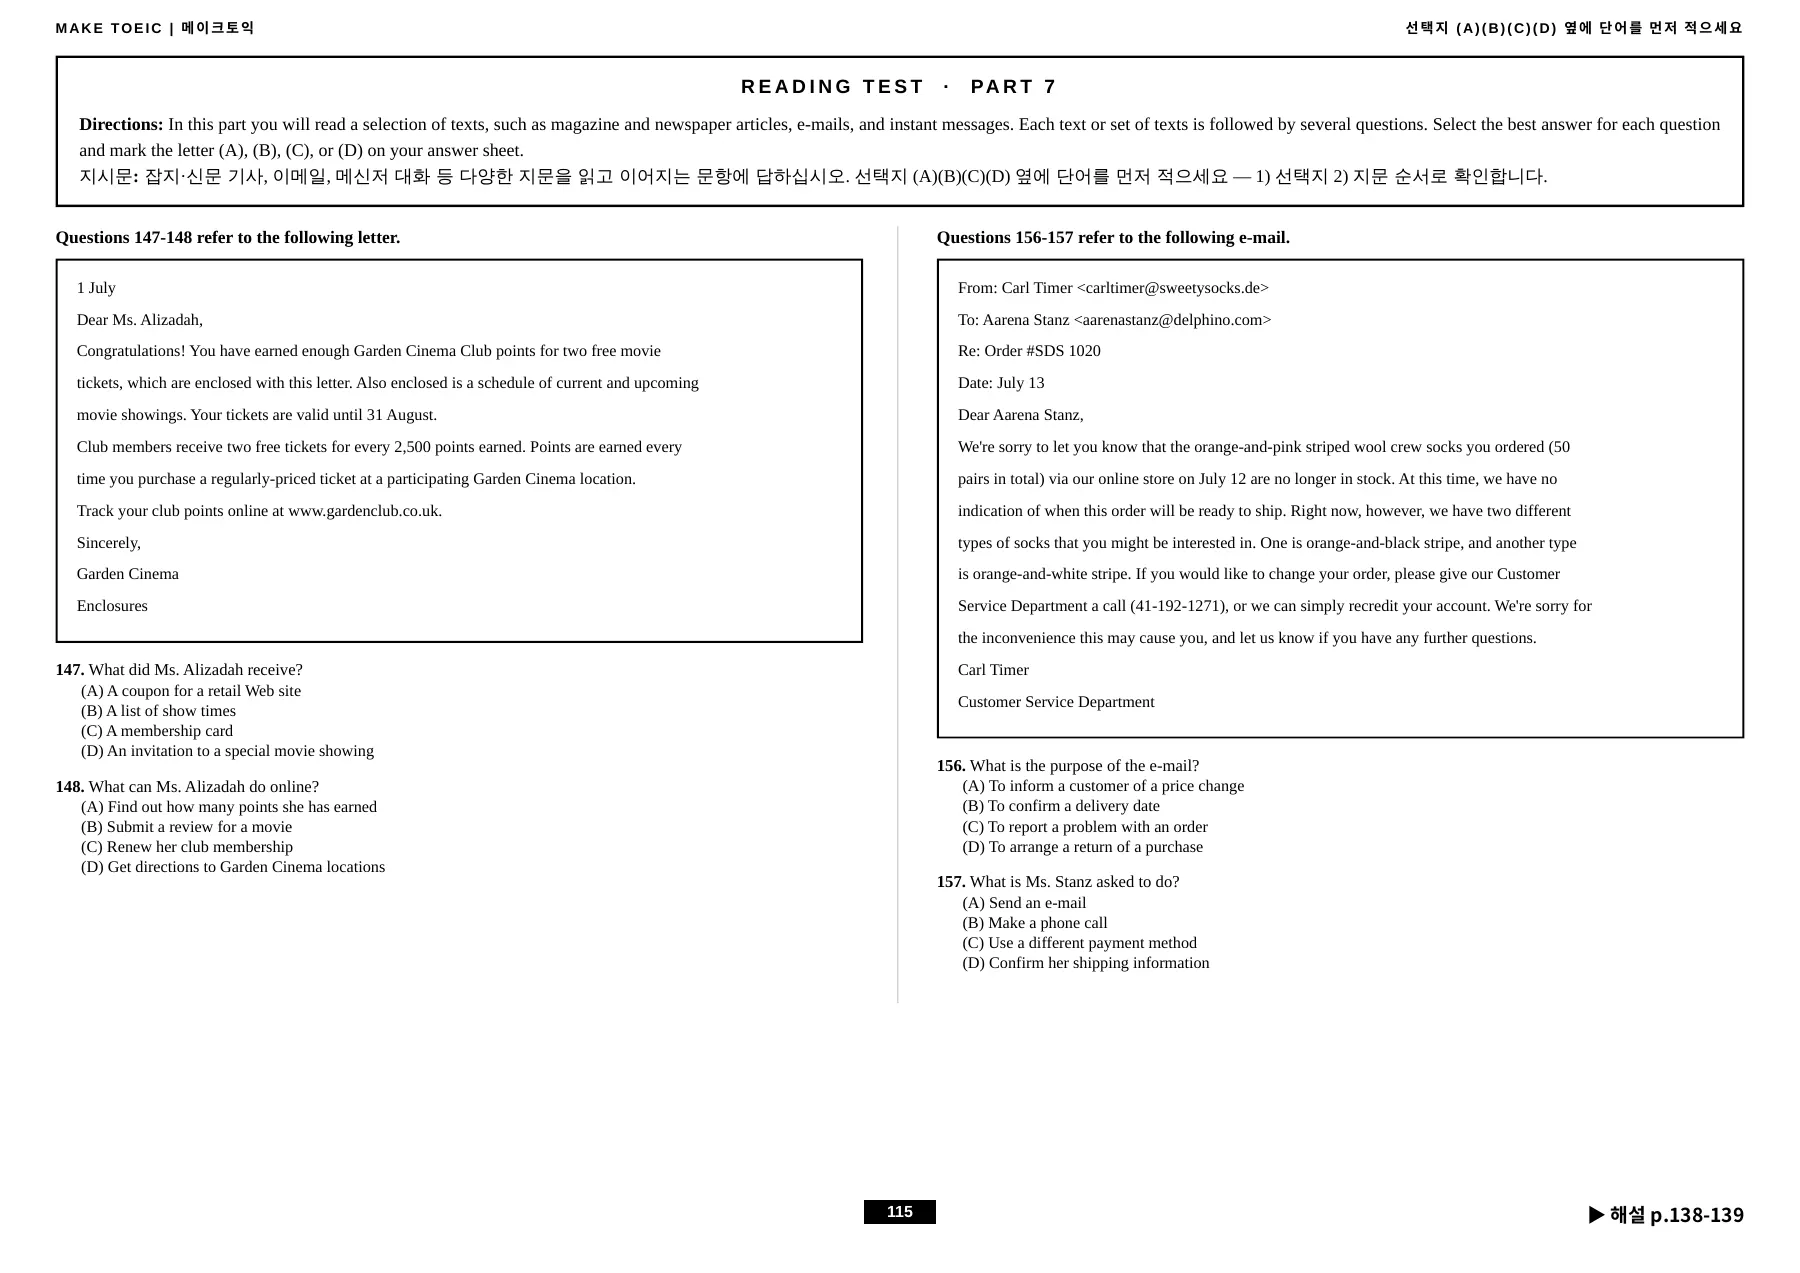 MAKE TOEIC | 메이크토익
선택지 (A)(B)(C)(D) 옆에 단어를 먼저 적으세요
READING TEST · PART 7
Directions: In this part you will read a selection of texts, such as magazine and newspaper articles, e-mails, and instant messages. Each text or set of texts is followed by several questions. Select the best answer for each question
and mark the letter (A), (B), (C), or (D) on your answer sheet.
지시문: 잡지·신문 기사, 이메일, 메신저 대화 등 다양한 지문을 읽고 이어지는 문항에 답하십시오. 선택지 (A)(B)(C)(D) 옆에 단어를 먼저 적으세요 — 1) 선택지 2) 지문 순서로 확인합니다.
Questions 147-148 refer to the following letter.
1 July
Dear Ms. Alizadah,
Congratulations! You have earned enough Garden Cinema Club points for two free movie
tickets, which are enclosed with this letter. Also enclosed is a schedule of current and upcoming
movie showings. Your tickets are valid until 31 August.
Club members receive two free tickets for every 2,500 points earned. Points are earned every
time you purchase a regularly-priced ticket at a participating Garden Cinema location.
Track your club points online at www.gardenclub.co.uk.
Sincerely,
Garden Cinema
Enclosures
147. What did Ms. Alizadah receive?
(A) A coupon for a retail Web site
(B) A list of show times
(C) A membership card
(D) An invitation to a special movie showing
148. What can Ms. Alizadah do online?
(A) Find out how many points she has earned
(B) Submit a review for a movie
(C) Renew her club membership
(D) Get directions to Garden Cinema locations
Questions 156-157 refer to the following e-mail.
From: Carl Timer <carltimer@sweetysocks.de>
To: Aarena Stanz <aarenastanz@delphino.com>
Re: Order #SDS 1020
Date: July 13
Dear Aarena Stanz,
We're sorry to let you know that the orange-and-pink striped wool crew socks you ordered (50
pairs in total) via our online store on July 12 are no longer in stock. At this time, we have no
indication of when this order will be ready to ship. Right now, however, we have two different
types of socks that you might be interested in. One is orange-and-black stripe, and another type
is orange-and-white stripe. If you would like to change your order, please give our Customer
Service Department a call (41-192-1271), or we can simply recredit your account. We're sorry for
the inconvenience this may cause you, and let us know if you have any further questions.
Carl Timer
Customer Service Department
156. What is the purpose of the e-mail?
(A) To inform a customer of a price change
(B) To confirm a delivery date
(C) To report a problem with an order
(D) To arrange a return of a purchase
157. What is Ms. Stanz asked to do?
(A) Send an e-mail
(B) Make a phone call
(C) Use a different payment method
(D) Confirm her shipping information
115
▶ 해설 p.138-139